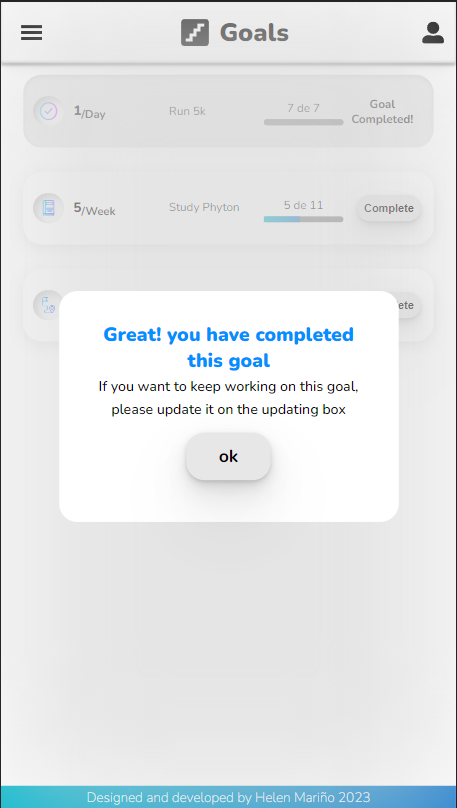 Goals
1/Day
Run 5k
7 de 7
Goal
Completed!
5/Week
Study Phyton
5 de 11
Complete
Great! you have completed
this goal
If you want to keep working on this goal,
please update it on the updating box
ok
Designed and developed by Helen Mariño 2023